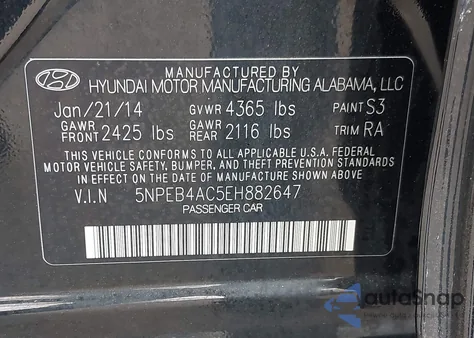 MANUFACTURED BY
HYUNDAI MOTOR MANUFACTURING ALABAMA, LLC
Jan/21/14 GVWR 4365 lbs PAINT S3
GAWR FRONT 2425 lbs GAWR REAR 2116 lbs TRIM RA
THIS VEHICLE CONFORMS TO ALL APPLICABLE U.S.A FEDERAL
MOTOR VEHICLE SAFETY, BUMPER, AND THEFT PREVENTION STANDARDS
IN EFFECT ON THE DATE OF MANUFACTURE SHOWN ABOVE.
V.I.N 5NPEB4AC5EH882647
PASSENGER CAR
autoSnap